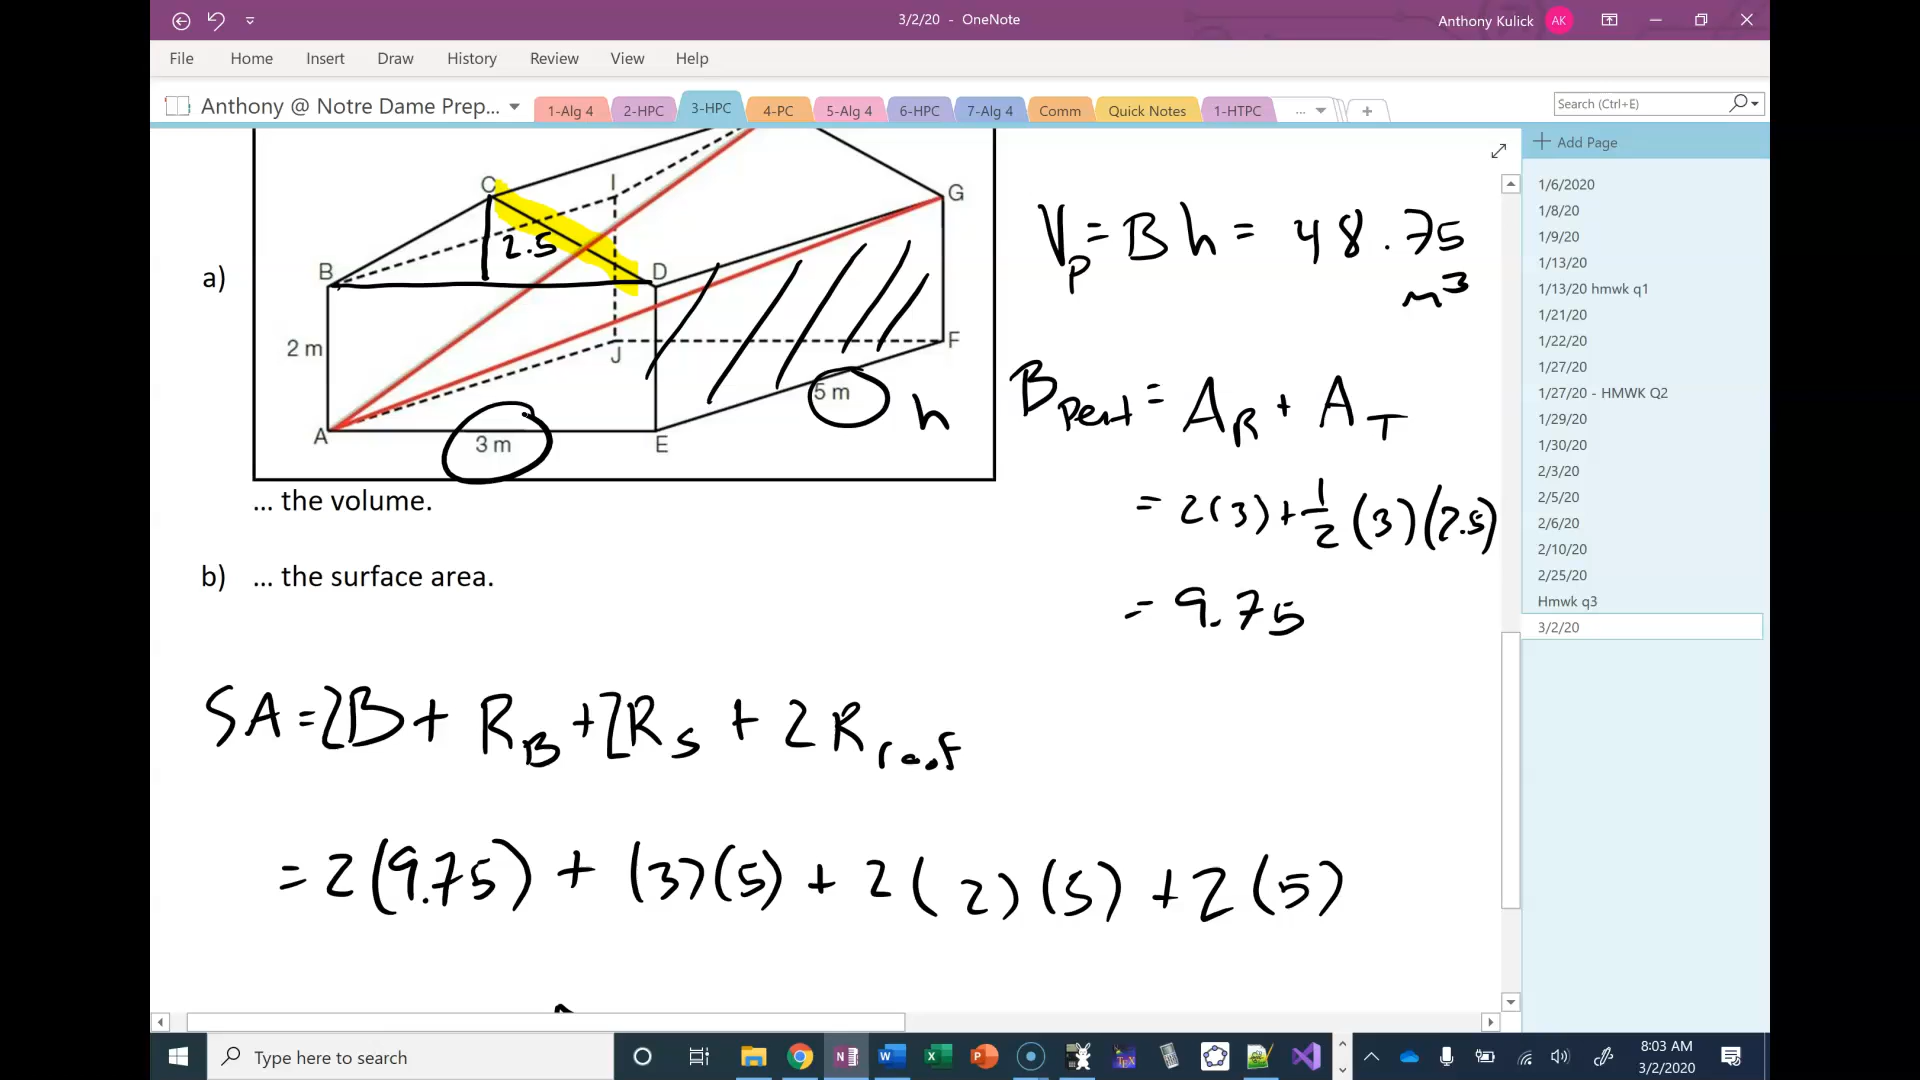 3/2/20 - OneNote
Anthony Kulick AK
File Home Insert Draw History Review View Help
Anthony @ Notre Dame Prep... 1-Alg 4 2-HPC 3-HPC 4-PC 5-Alg 4 6-HPC 7-Alg 4 Comm Quick Notes 1-HTPC ... Search (Ctrl+E)
Add Page
1/6/2020
1/8/20
1/9/20
1/13/20
1/13/20 hmwk q1
1/21/20
1/22/20
1/27/20
1/27/20 - HMWK Q2
1/29/20
1/30/20
2/3/20
2/5/20
2/6/20
2/10/20
2/25/20
Hmwk q3
3/2/20
C I G
2.5
B D
a)
2 m J F
5 m h
A 3 m E
V_P = Bh = 48.75 m³
B_Pent = A_R + A_T
= 2(3) + 1/2 (3)(2.5)
= 9.75
... the volume.
b) ... the surface area.
SA = 2B + R_B + 2R_S + 2R_roof
= 2(9.75) + (3)(5) + 2(2)(5) + 2(5)
Type here to search
8:03 AM
3/2/2020